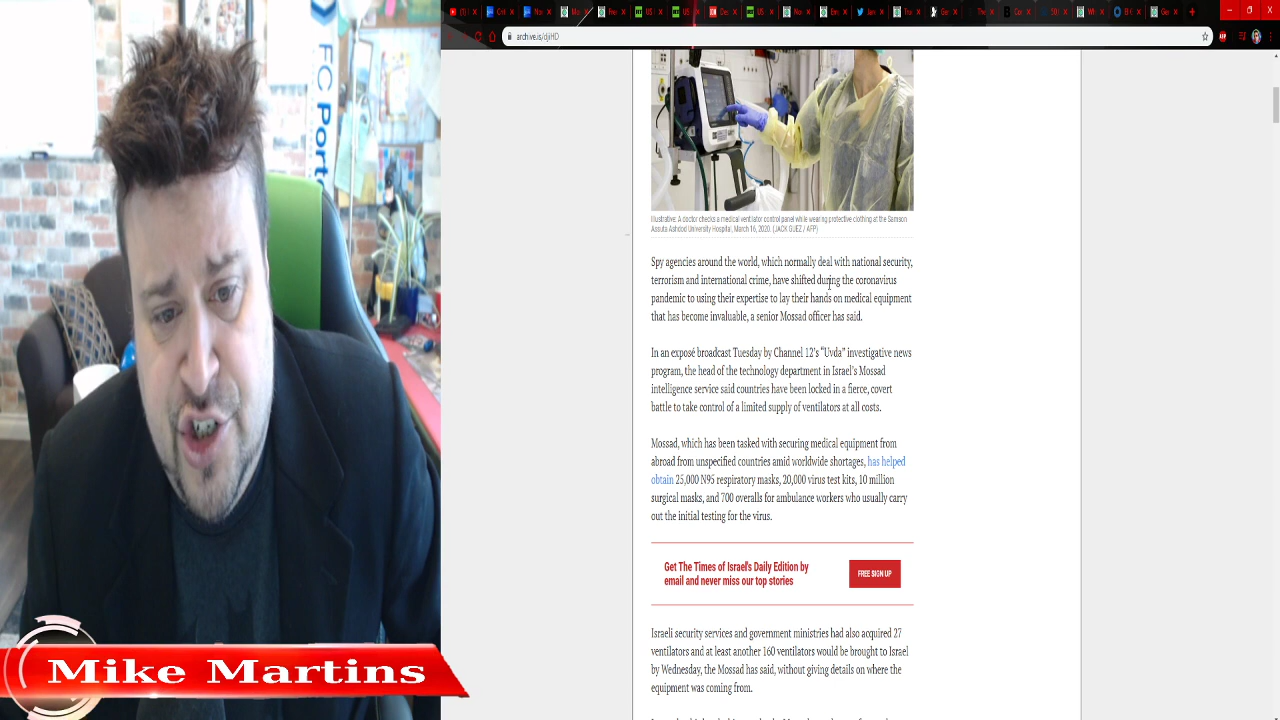 FC Porto
archive.is/djiHD
Illustrative: A doctor checks a medical ventilator control panel while wearing protective clothing at the Samson
Assuta Ashdod University Hospital, March 16, 2020. (JACK GUEZ / AFP)
Spy agencies around the world, which normally deal with national security,
terrorism and international crime, have shifted during the coronavirus
pandemic to using their expertise to lay their hands on medical equipment
that has become invaluable, a senior Mossad officer has said.
In an exposé broadcast Tuesday by Channel 12's “Uvda” investigative news
program, the head of the technology department in Israel's Mossad
intelligence service said countries have been locked in a fierce, covert
battle to take control of a limited supply of ventilators at all costs.
Mossad, which has been tasked with securing medical equipment from
abroad from unspecified countries amid worldwide shortages, has helped
obtain 25,000 N95 respiratory masks, 20,000 virus test kits, 10 million
surgical masks, and 700 overalls for ambulance workers who usually carry
out the initial testing for the virus.
Get The Times of Israel's Daily Edition by
email and never miss our top stories
FREE SIGN UP
Israeli security services and government ministries had also acquired 27
ventilators and at least another 160 ventilators would be brought to Israel
by Wednesday, the Mossad has said, without giving details on where the
equipment was coming from.
Mike Martins